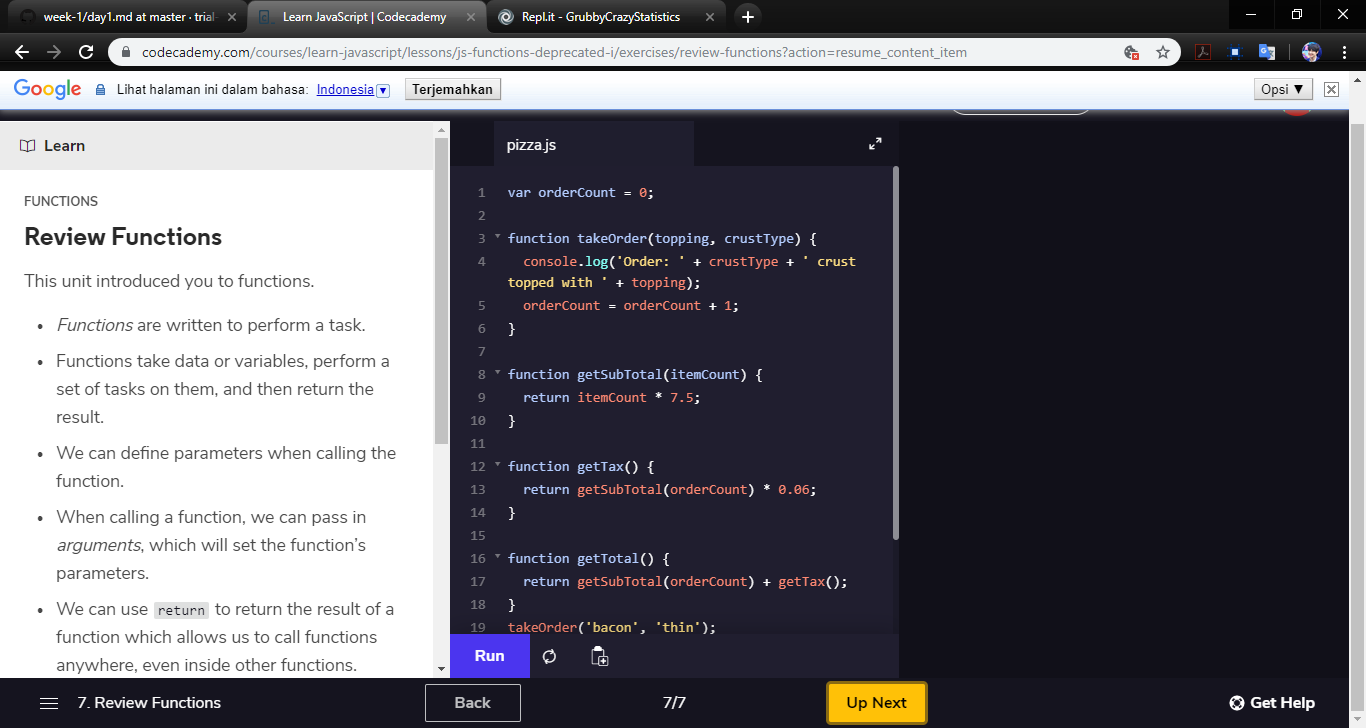 week-1/day1.md at master · trial-
Learn JavaScript | Codecademy
Repl.it - GrubbyCrazyStatistics
codecademy.com/courses/learn-javascript/lessons/js-functions-deprecated-i/exercises/review-functions?action=resume_content_item
Google Lihat halaman ini dalam bahasa: Indonesia Terjemahkan Opsi ▼
Learn
FUNCTIONS
Review Functions
This unit introduced you to functions.
• Functions are written to perform a task.
• Functions take data or variables, perform a
set of tasks on them, and then return the
result.
• We can define parameters when calling the
function.
• When calling a function, we can pass in
arguments, which will set the function's
parameters.
• We can use return to return the result of a
function which allows us to call functions
anywhere, even inside other functions.
pizza.js
1 var orderCount = 0;
2
3 function takeOrder(topping, crustType) {
4 console.log('Order: ' + crustType + ' crust
topped with ' + topping);
5 orderCount = orderCount + 1;
6 }
7
8 function getSubTotal(itemCount) {
9 return itemCount * 7.5;
10 }
11
12 function getTax() {
13 return getSubTotal(orderCount) * 0.06;
14 }
15
16 function getTotal() {
17 return getSubTotal(orderCount) + getTax();
18 }
19 takeOrder('bacon', 'thin');
Run
7. Review Functions
Back
7/7
Up Next
Get Help